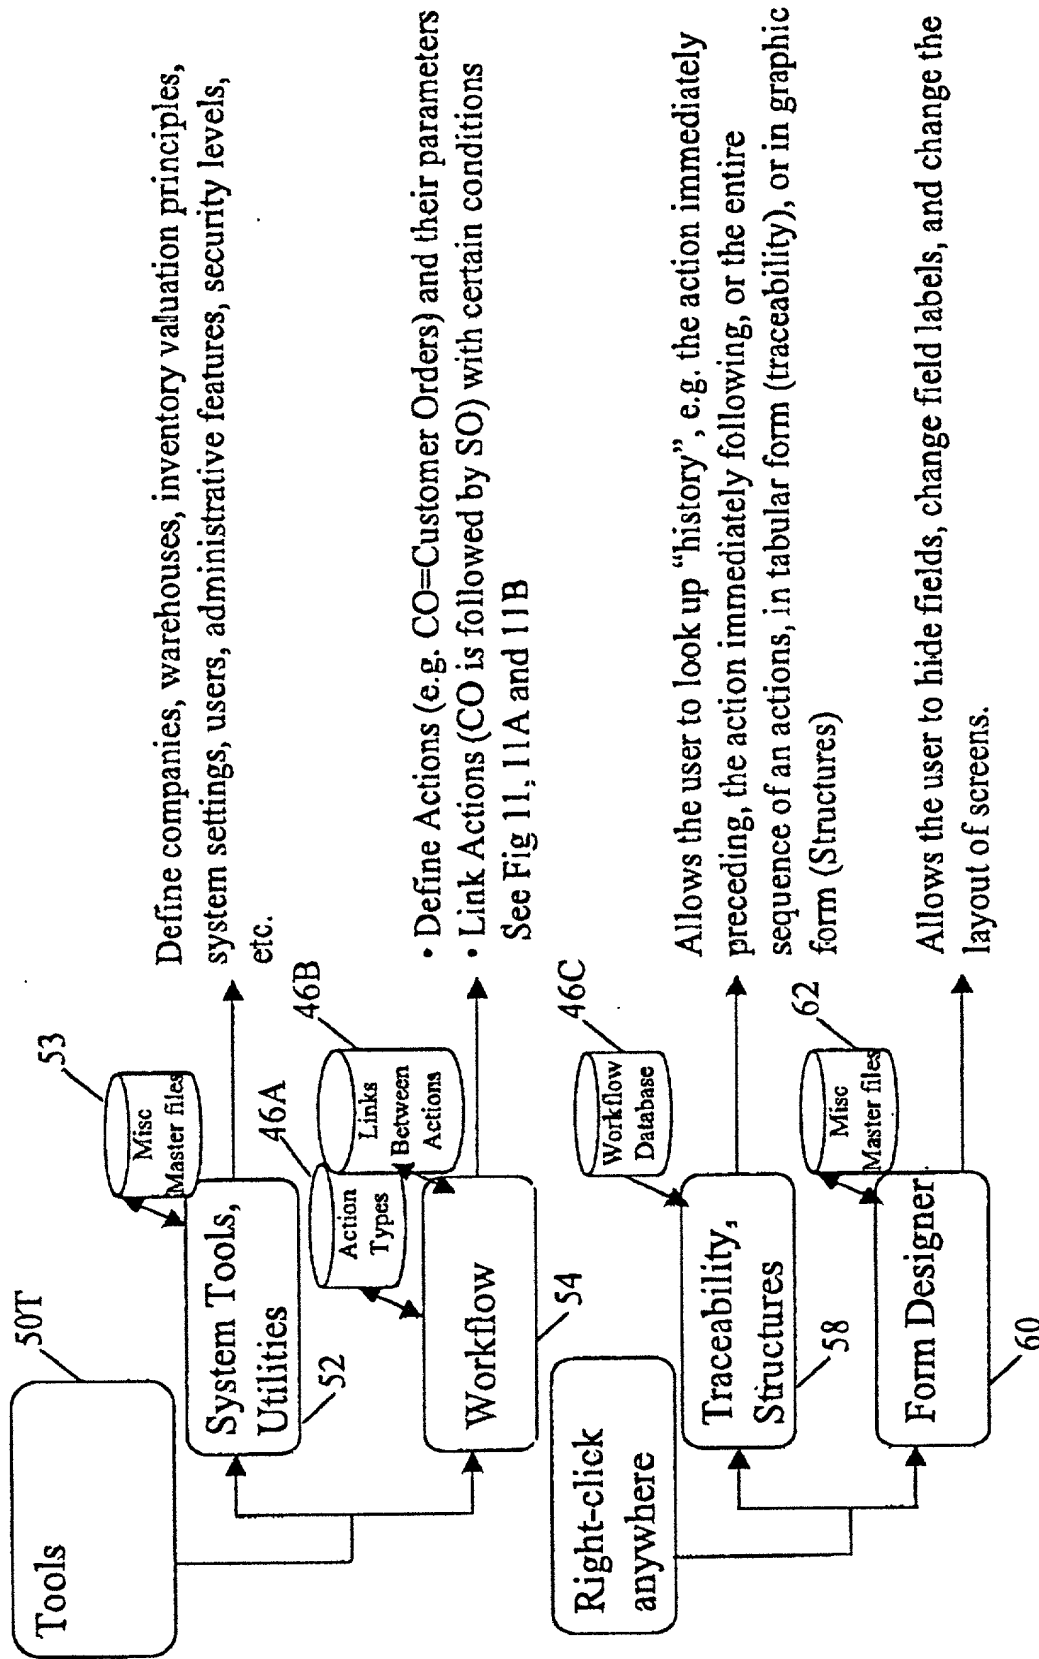 Tools
50T
System Tools,
Utilities
52
Misc
Master files
53
Define companies, warehouses, inventory valuation principles,
system settings, users, administrative features, security levels,
etc.
Workflow
54
Action
Types
46A
Links
Between
Actions
46B
• Define Actions (e.g. CO=Customer Orders) and their parameters
• Link Actions (CO is followed by SO) with certain conditions
See Fig 11, 11A and 11B
Right-click
anywhere
Traceability,
Structures
58
Workflow
Database
46C
Allows the user to look up “history”, e.g. the action immediately
preceding, the action immediately following, or the entire
sequence of an actions, in tabular form (traceability), or in graphic
form (Structures)
Form Designer
60
Misc
Master files
62
Allows the user to hide fields, change field labels, and change the
layout of screens.